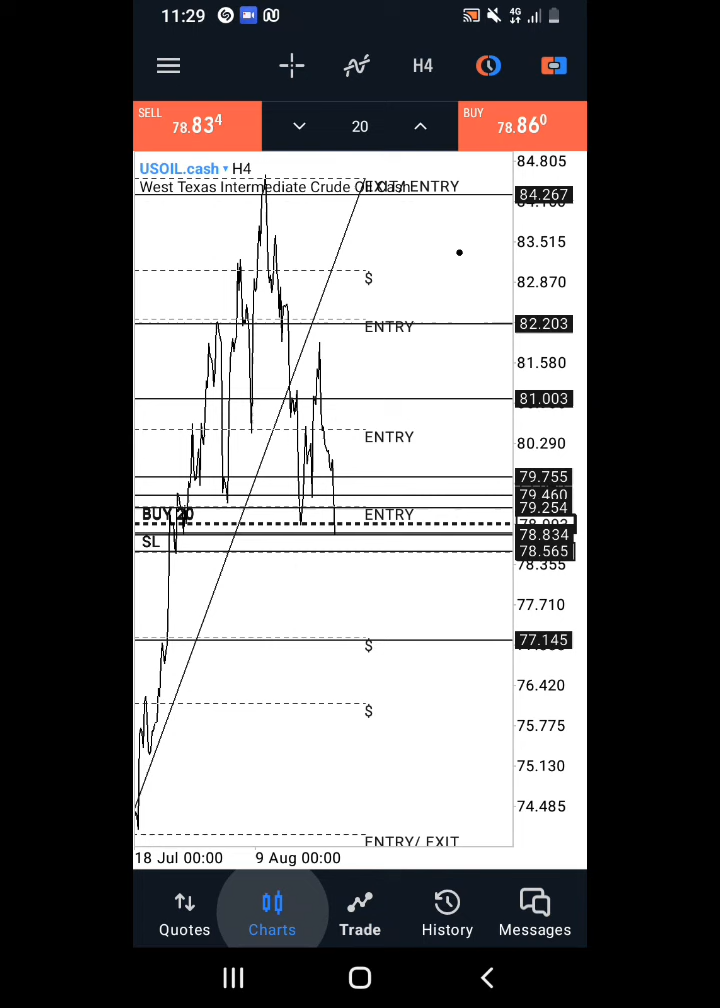 11:29 4G
H4
SELL 78.83⁴ 20 BUY 78.86⁰
USOIL.cash ▾ H4
West Texas Intermediate Crude Oil Cash
EXIT/ ENTRY
$
ENTRY
ENTRY
ENTRY
BUY 20
SL
$
$
ENTRY/ EXIT
84.805
84.267
83.515
82.870
82.203
81.580
81.003
80.290
79.755
79.460
79.254
78.834
78.565
78.355
77.710
77.145
76.420
75.775
75.130
74.485
18 Jul 00:00 9 Aug 00:00
Quotes Charts Trade History Messages